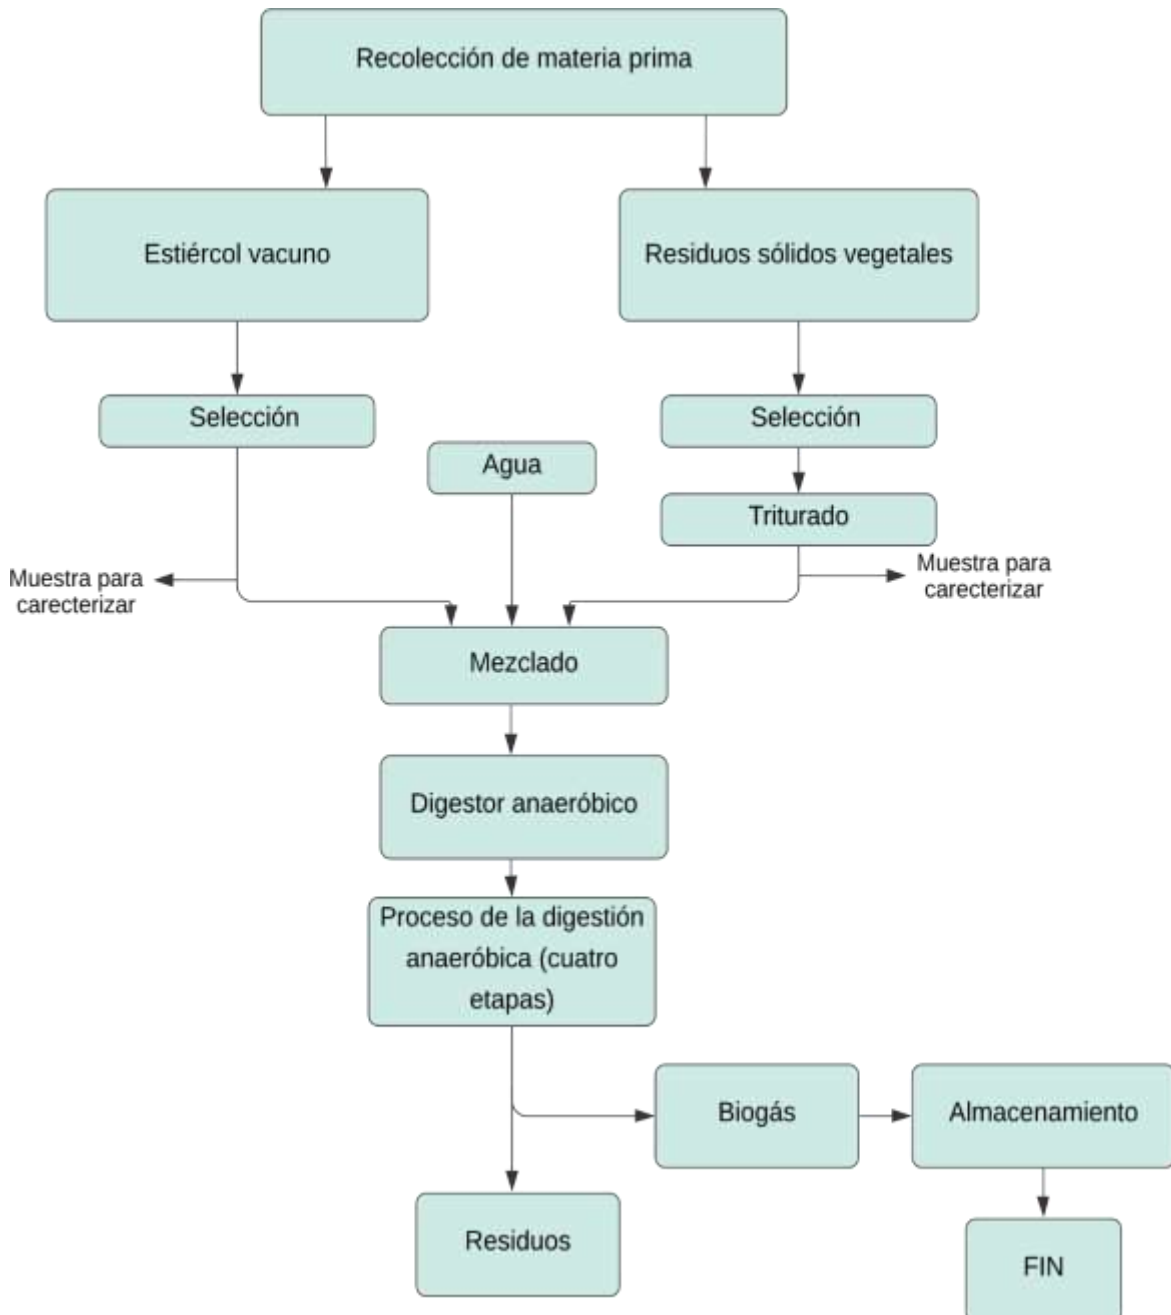 Recolección de materia prima
Estiércol vacuno
Residuos sólidos vegetales
Selección
Selección
Agua
Triturado
Muestra para
carecterizar
Muestra para
carecterizar
Mezclado
Digestor anaeróbico
Proceso de la digestión
anaeróbica (cuatro
etapas)
Biogás
Almacenamiento
Residuos
FIN